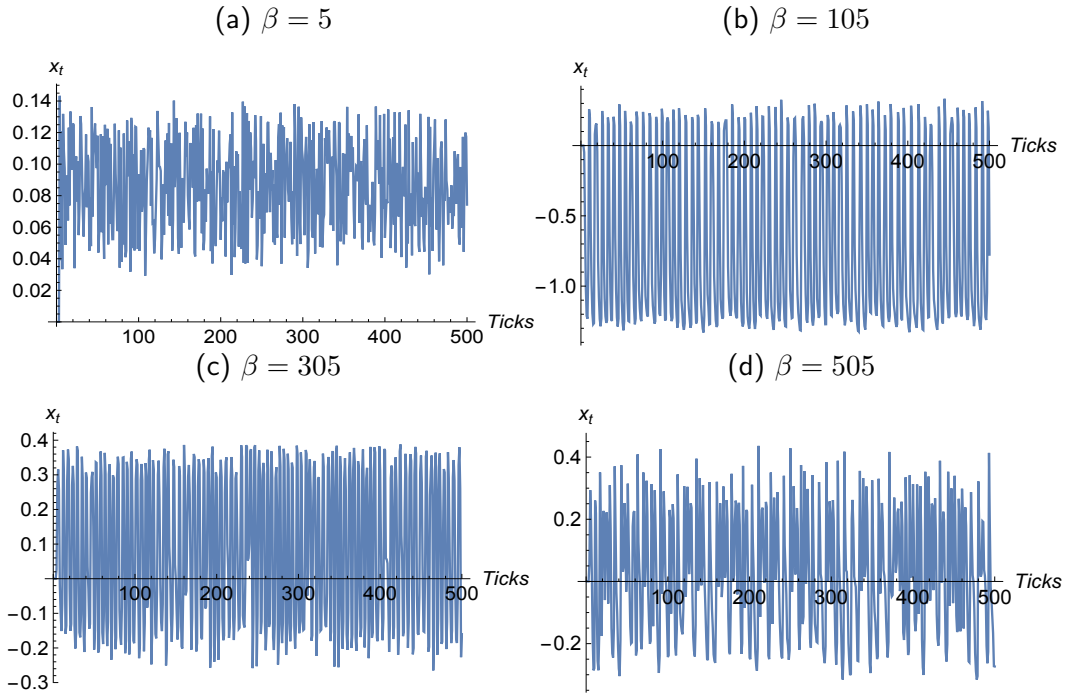 (a) β = 5
x_t
0.14
0.12
0.10
0.08
0.06
0.04
0.02
100 200 300 400 500
Ticks
(b) β = 105
x_t
100 200 300 400 500
Ticks
−0.5
−1.0
(c) β = 305
x_t
0.4
0.3
0.2
0.1
100 200 300 400 500
Ticks
−0.1
−0.2
−0.3
(d) β = 505
x_t
0.4
0.2
100 200 300 400 500
Ticks
−0.2